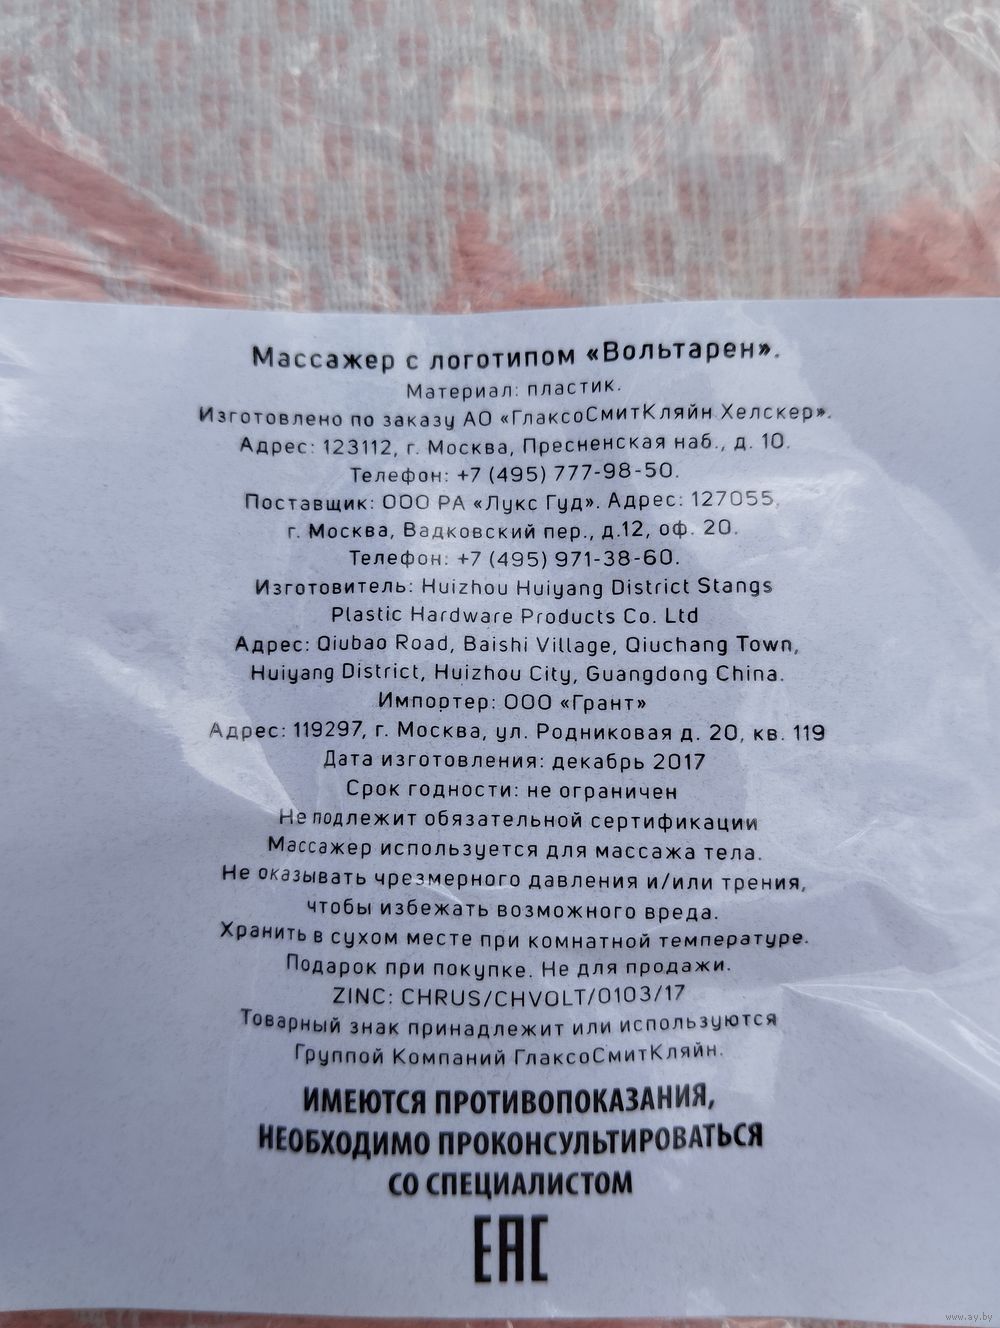 Массажер с логотипом «Вольтарен».
Материал: пластик.
Изготовлено по заказу АО «ГлаксоСмитКляйн Хелскер».
Адрес: 123112, г. Москва, Пресненская наб., д. 10.
Телефон: +7 (495) 777-98-50.
Поставщик: ООО РА «Лукс Гуд». Адрес: 127055,
г. Москва, Вадковский пер., д.12, оф. 20.
Телефон: +7 (495) 971-38-60.
Изготовитель: Huizhou Huiyang District Stangs
Plastic Hardware Products Co. Ltd
Адрес: Qiubao Road, Baishi Village, Qiuchang Town,
Huiyang District, Huizhou City, Guangdong China.
Импортер: ООО «Грант»
Адрес: 119297, г. Москва, ул. Родниковая д. 20, кв. 119
Дата изготовления: декабрь 2017
Срок годности: не ограничен
Не подлежит обязательной сертификации
Массажер используется для массажа тела.
Не оказывать чрезмерного давления и/или трения,
чтобы избежать возможного вреда.
Хранить в сухом месте при комнатной температуре.
Подарок при покупке. Не для продажи.
ZINC: CHRUS/CHVOLT/0103/17
Товарный знак принадлежит или используются
Группой Компаний ГлаксоСмитКляйн.
ИМЕЮТСЯ ПРОТИВОПОКАЗАНИЯ,
НЕОБХОДИМО ПРОКОНСУЛЬТИРОВАТЬСЯ
СО СПЕЦИАЛИСТОМ
ЕАС
www.ay.by